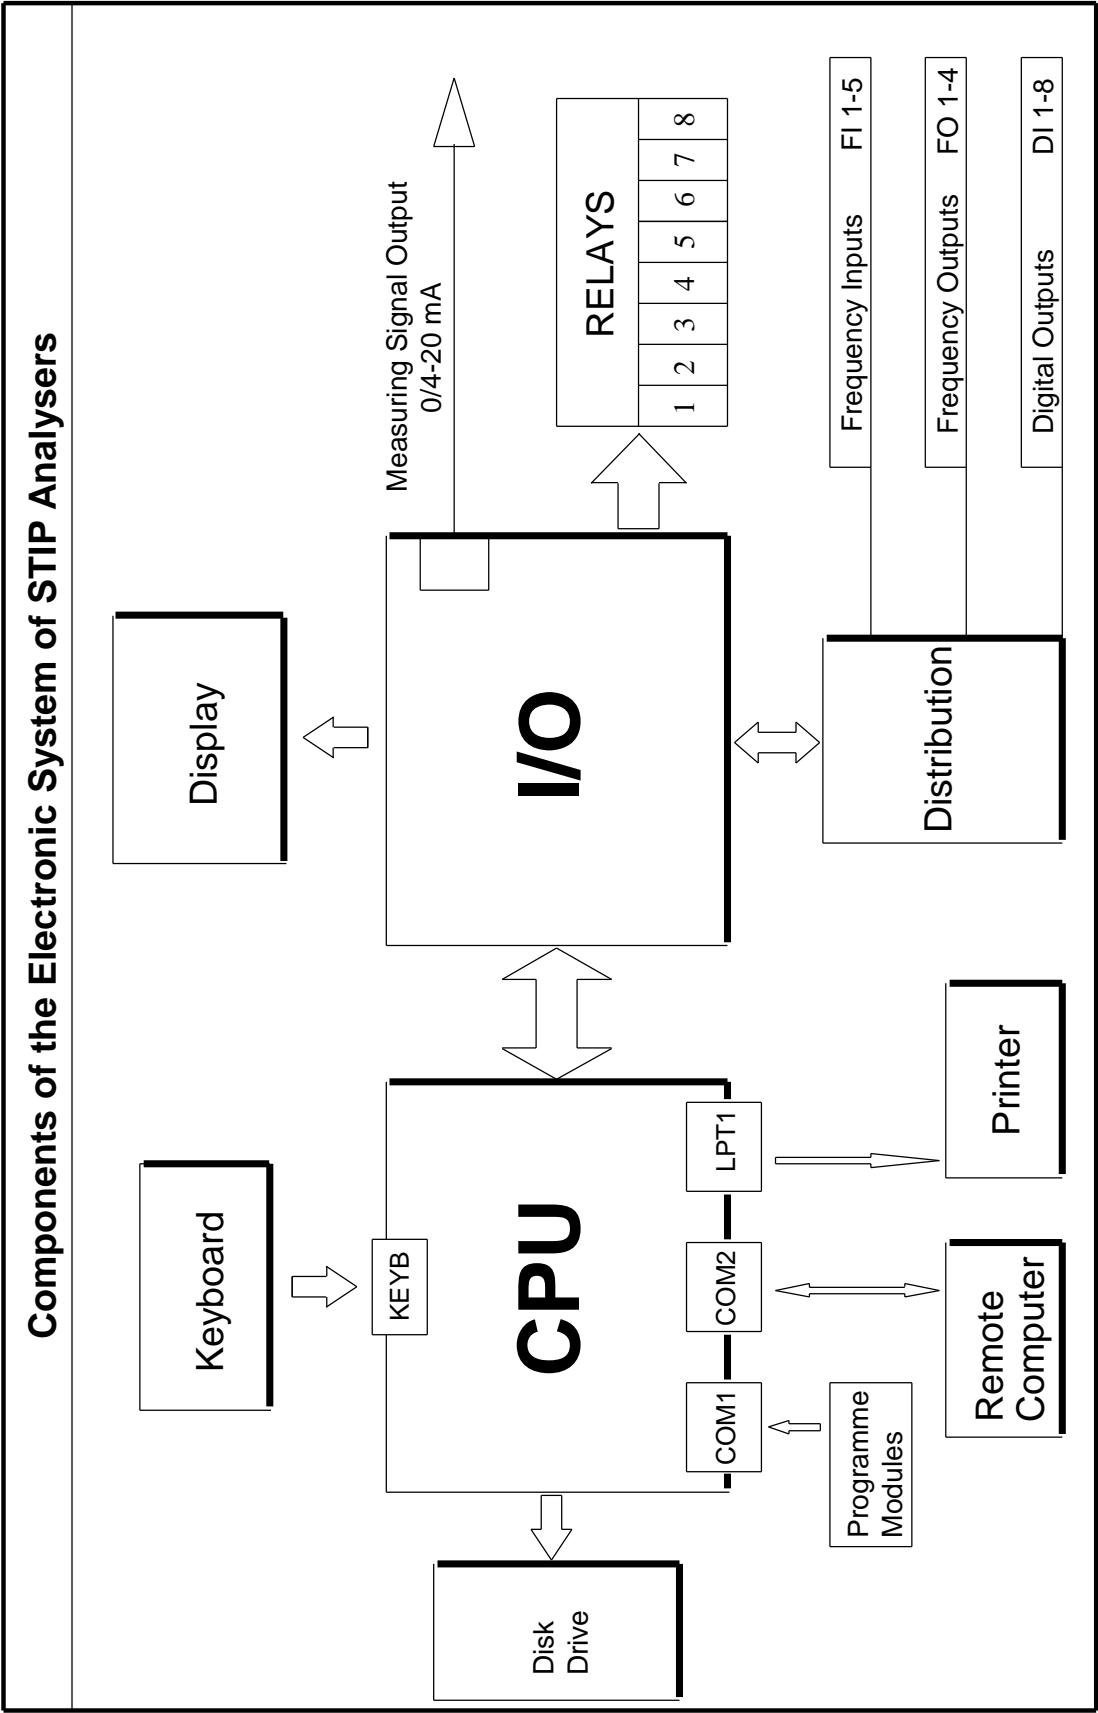 Components of the Electronic System of STIP Analysers
Keyboard
Display
KEYB
Measuring Signal Output
0/4-20 mA
Disk
Drive
CPU
I/O
RELAYS
1 2 3 4 5 6 7 8
COM1
COM2
LPT1
Programme
Modules
Remote
Computer
Printer
Distribution
Frequency Inputs FI 1-5
Frequency Outputs FO 1-4
Digital Outputs DI 1-8